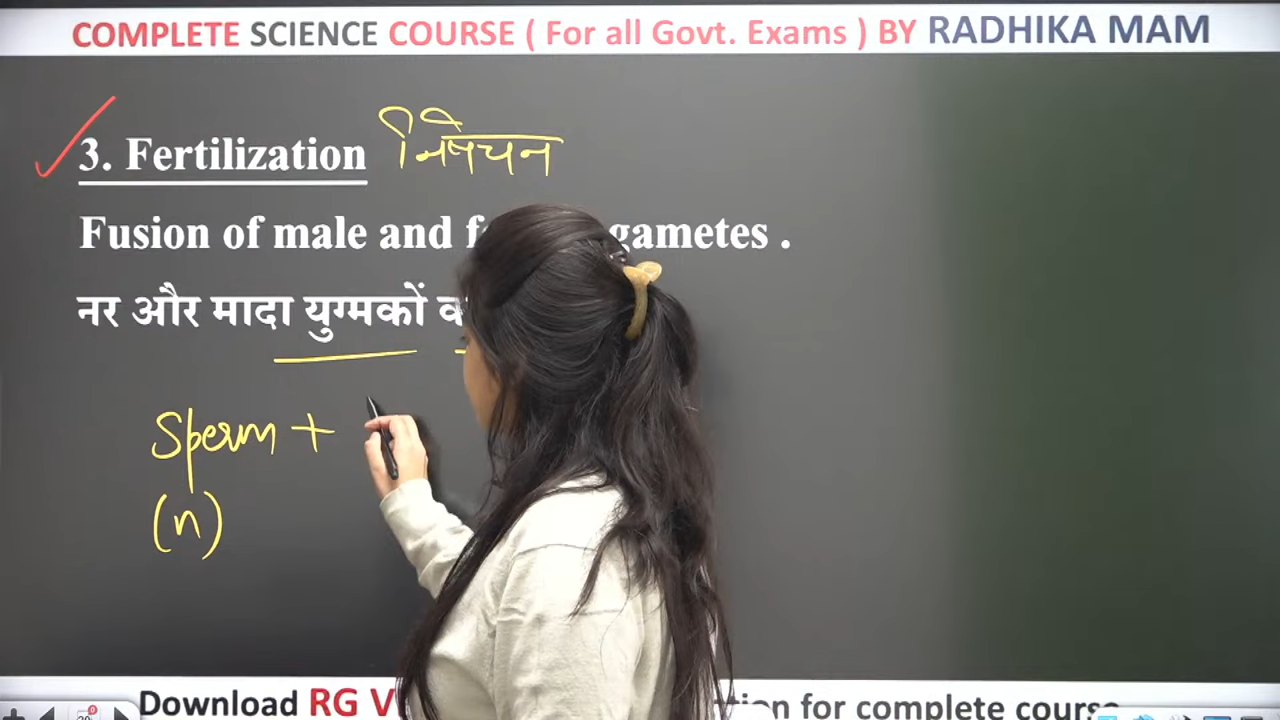 COMPLETE SCIENCE COURSE ( For all Govt. Exams ) BY RADHIKA MAM
3. Fertilization निषेचन
Fusion of male and gametes .
नर और मादा युग्मकों
Sperm +
(n)
Download RG for complete course